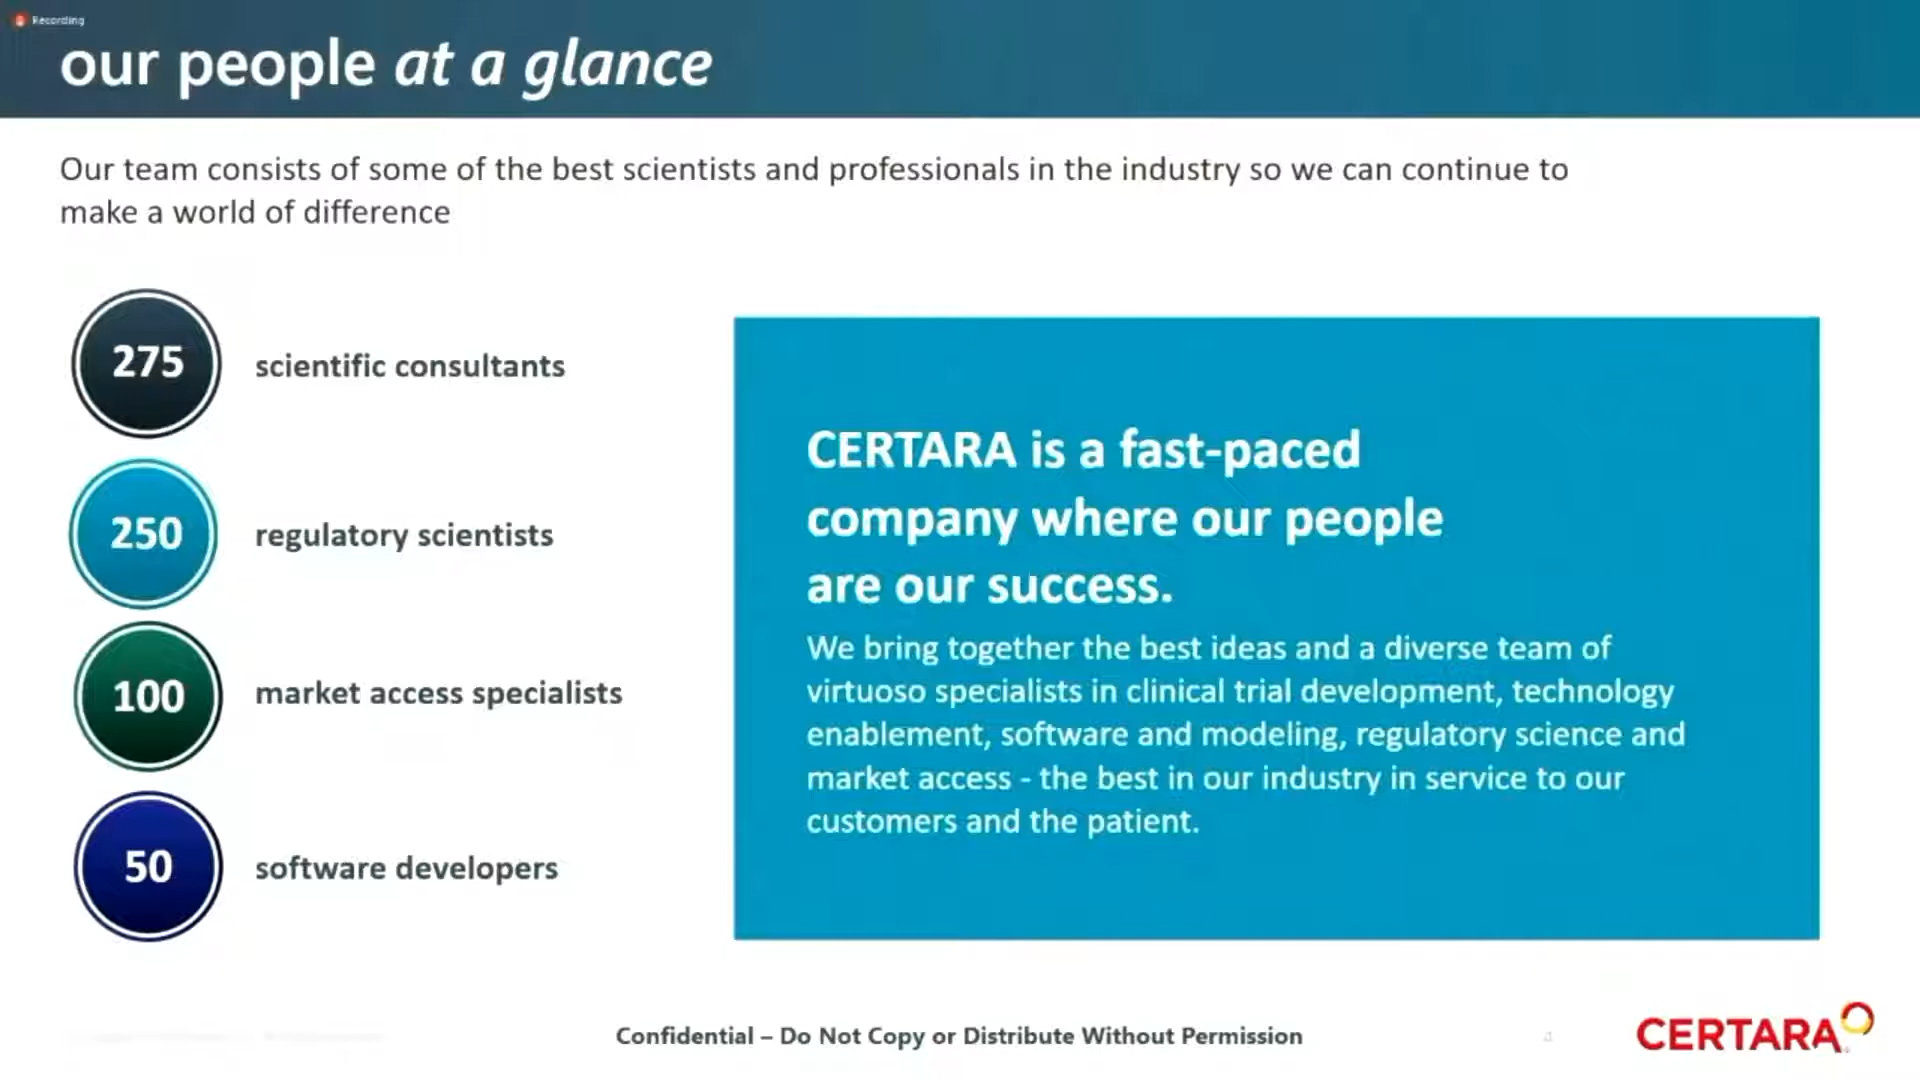 Recording
our people at a glance
Our team consists of some of the best scientists and professionals in the industry so we can continue to
make a world of difference
275
scientific consultants
250
regulatory scientists
100
market access specialists
50
software developers
CERTARA is a fast-paced
company where our people
are our success.
We bring together the best ideas and a diverse team of
virtuoso specialists in clinical trial development, technology
enablement, software and modeling, regulatory science and
market access - the best in our industry in service to our
customers and the patient.
Confidential – Do Not Copy or Distribute Without Permission
CERTARA